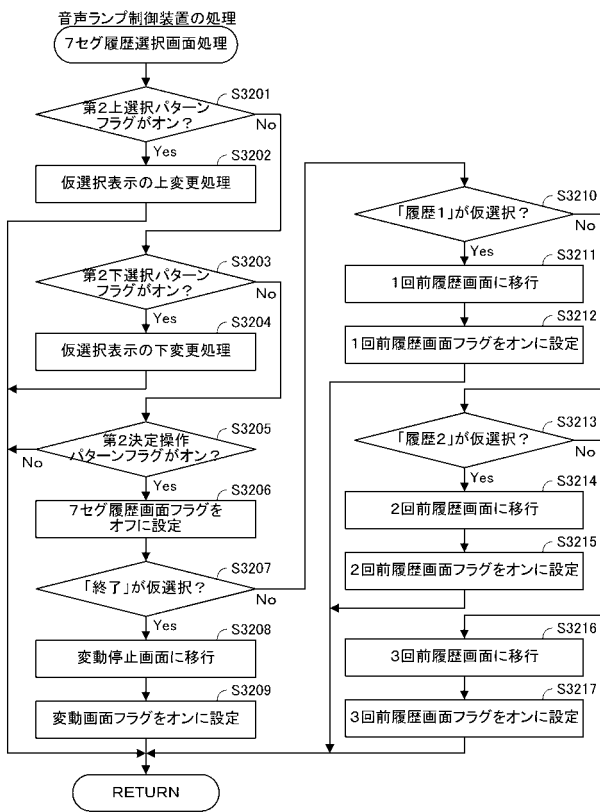 音声ランプ制御装置の処理
7セグ履歴選択画面処理
S3201
第2上選択パターン
フラグがオン?
No
Yes
S3202
仮選択表示の上変更処理
S3203
第2下選択パターン
フラグがオン?
No
Yes
S3204
仮選択表示の下変更処理
S3205
第2決定操作
パターンフラグがオン?
No
Yes
S3206
7セグ履歴画面フラグを
オフに設定
S3207
「終了」が仮選択?
No
Yes
S3208
変動停止画面に移行
S3209
変動画面フラグをオンに設定
RETURN
S3210
「履歴1」が仮選択?
No
Yes
S3211
1回前履歴画面に移行
S3212
1回前履歴画面フラグをオンに設定
S3213
「履歴2」が仮選択?
No
Yes
S3214
2回前履歴画面に移行
S3215
2回前履歴画面フラグをオンに設定
S3216
3回前履歴画面に移行
S3217
3回前履歴画面フラグをオンに設定